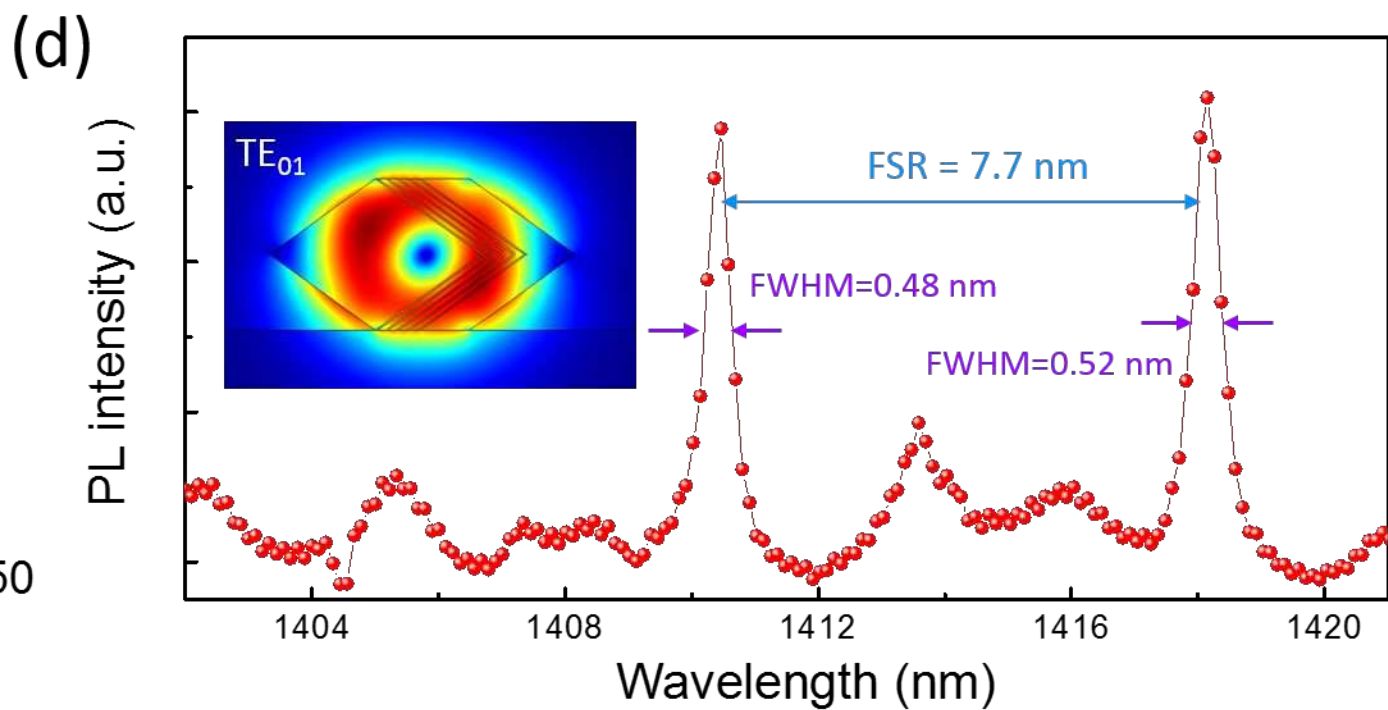 (d)
PL intensity (a.u.)
TE01
FSR = 7.7 nm
FWHM=0.48 nm
FWHM=0.52 nm
50
1404 1408 1412 1416 1420
Wavelength (nm)